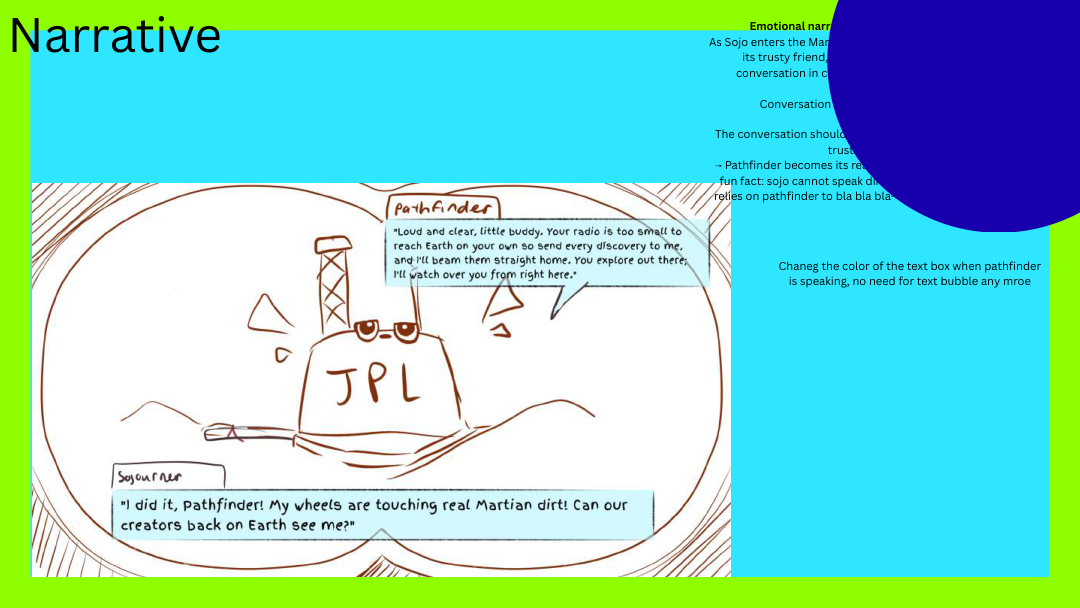 Narrative
Emotional
As Sojo enters the
its trusty friend,
conversation in
Conversation
The conversation
trust
→ Pathfinder becomes its
fun fact: sojo cannot speak
relies on pathfinder to bla bla bla
Chaneg the color of the text box when pathfinder
is speaking, no need for text bubble any mroe
Pathfinder
"Loud and clear, little buddy. Your radio is too small to
reach Earth on your own so send every discovery to me,
and I'll beam them straight home. You explore out there;
I'll watch over you from right here."
JPL
Sojourner
"I did it, Pathfinder! My wheels are touching real Martian dirt! Can our
creators back on Earth see me?"